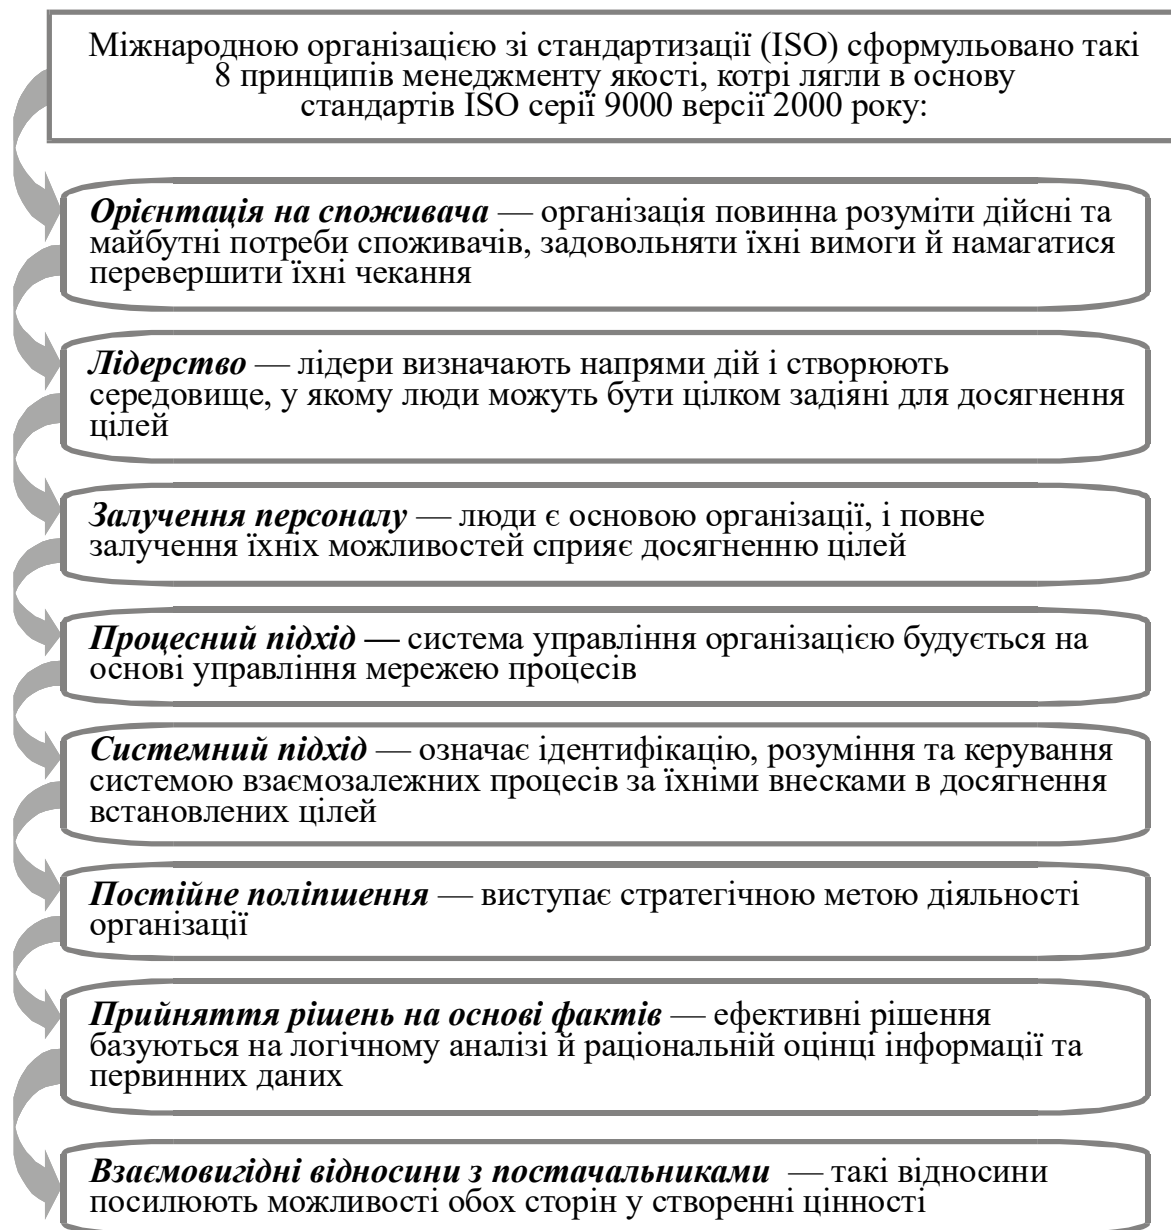 Міжнародною організацією зі стандартизації (ISO) сформульовано такі
8 принципів менеджменту якості, котрі лягли в основу
стандартів ISO серії 9000 версії 2000 року:
Орієнтація на споживача — організація повинна розуміти дійсні та
майбутні потреби споживачів, задовольняти їхні вимоги й намагатися
перевершити їхні чекання
Лідерство — лідери визначають напрями дій і створюють
середовище, у якому люди можуть бути цілком задіяні для досягнення
цілей
Залучення персоналу — люди є основою організації, і повне
залучення їхніх можливостей сприяє досягненню цілей
Процесний підхід — система управління організацією будується на
основі управління мережею процесів
Системний підхід — означає ідентифікацію, розуміння та керування
системою взаємозалежних процесів за їхніми внесками в досягнення
встановлених цілей
Постійне поліпшення — виступає стратегічною метою діяльності
організації
Прийняття рішень на основі фактів — ефективні рішення
базуються на логічному аналізі й раціональній оцінці інформації та
первинних даних
Взаємовигідні відносини з постачальниками — такі відносини
посилюють можливості обох сторін у створенні цінності